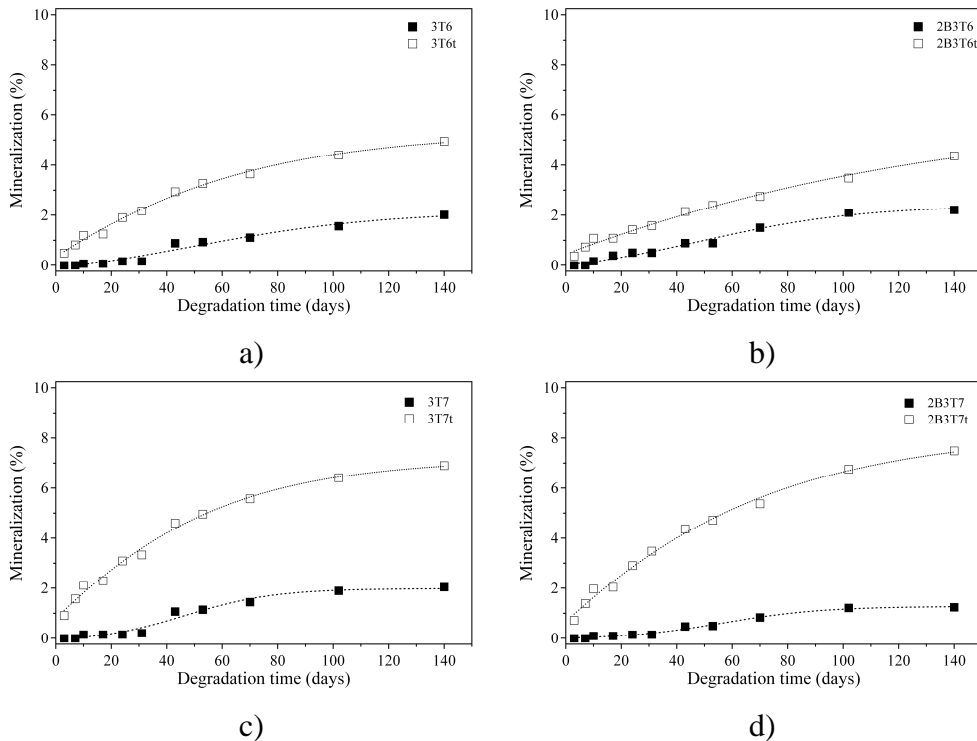 10
8
6
4
2
0
Mineralization (%)
3T6
3T6t
0 20 40 60 80 100 120 140
Degradation time (days)
a)
10
8
6
4
2
0
Mineralization (%)
2B3T6
2B3T6t
0 20 40 60 80 100 120 140
Degradation time (days)
b)
10
8
6
4
2
0
Mineralization (%)
3T7
3T7t
0 20 40 60 80 100 120 140
Degradation time (days)
c)
10
8
6
4
2
0
Mineralization (%)
2B3T7
2B3T7t
0 20 40 60 80 100 120 140
Degradation time (days)
d)